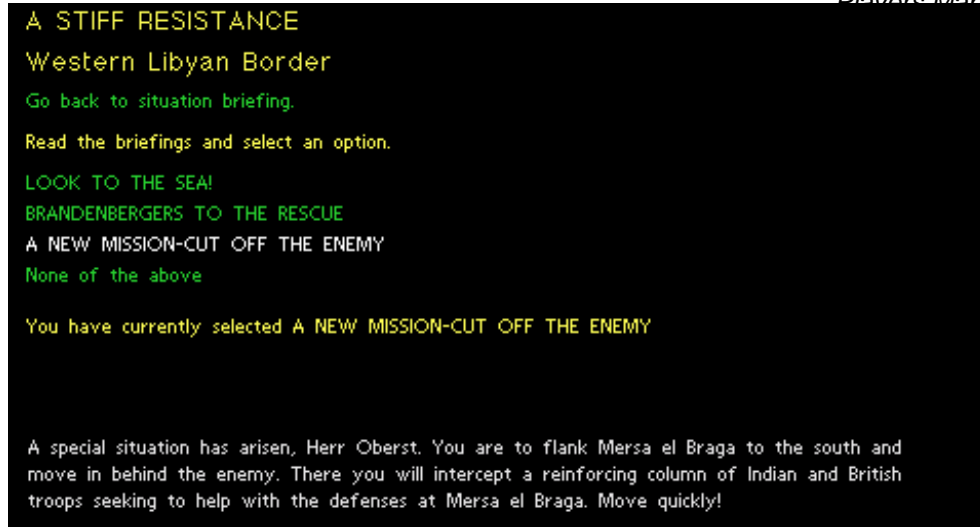 A STIFF RESISTANCE
Western Libyan Border
Go back to situation briefing.
Read the briefings and select an option.
LOOK TO THE SEA!
BRANDENBERGERS TO THE RESCUE
A NEW MISSION-CUT OFF THE ENEMY
None of the above
You have currently selected A NEW MISSION-CUT OFF THE ENEMY
A special situation has arisen, Herr Oberst. You are to flank Mersa el Braga to the south and
move in behind the enemy. There you will intercept a reinforcing column of Indian and British
troops seeking to help with the defenses at Mersa el Braga. Move quickly!